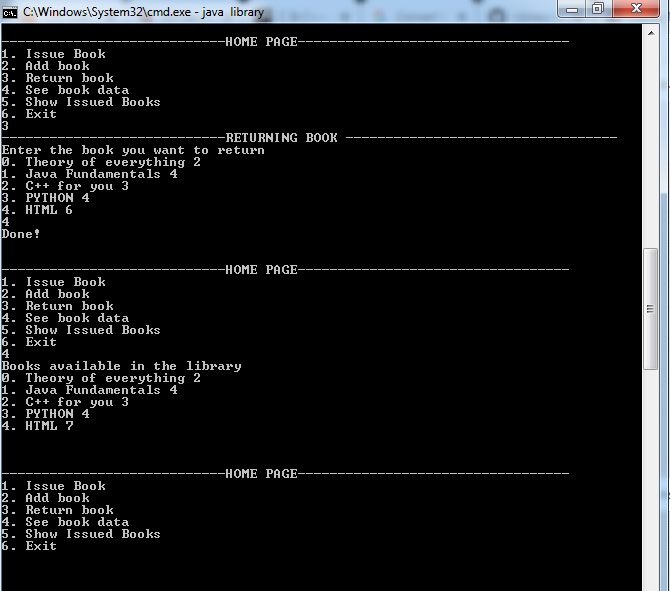 C:\Windows\System32\cmd.exe - java library
----------------------------HOME PAGE----------------------------------
1. Issue Book
2. Add book
3. Return book
4. See book data
5. Show Issued Books
6. Exit
3
----------------------------RETURNING BOOK ----------------------------------
Enter the book you want to return
0. Theory of everything 2
1. Java Fundamentals 4
2. C++ for you 3
3. PYTHON 4
4. HTML 6
4
Done!
----------------------------HOME PAGE----------------------------------
1. Issue Book
2. Add book
3. Return book
4. See book data
5. Show Issued Books
6. Exit
4
Books available in the library
0. Theory of everything 2
1. Java Fundamentals 4
2. C++ for you 3
3. PYTHON 4
4. HTML 7
----------------------------HOME PAGE----------------------------------
1. Issue Book
2. Add book
3. Return book
4. See book data
5. Show Issued Books
6. Exit